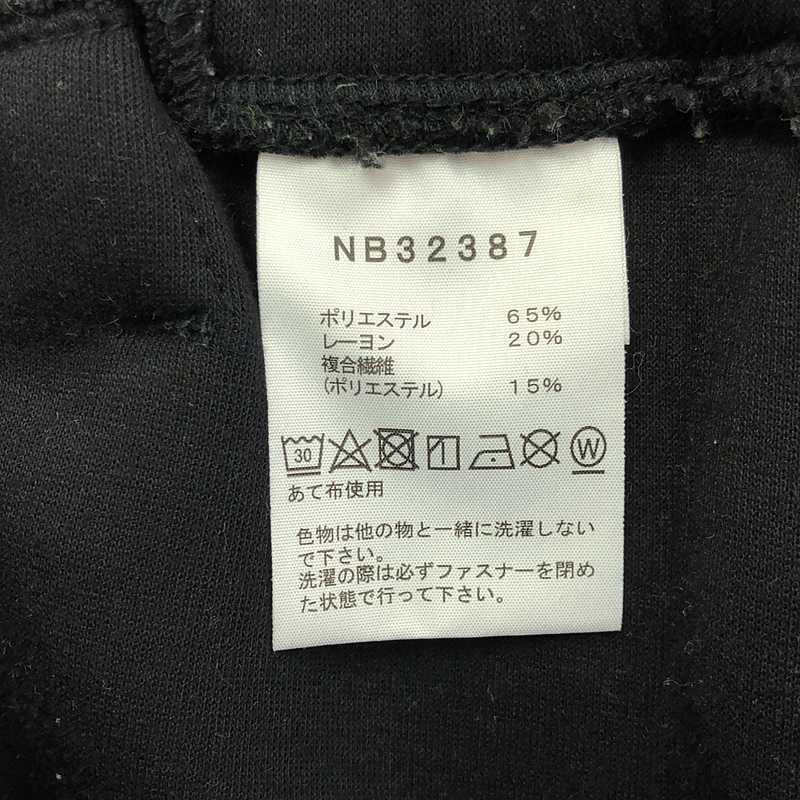 NB32387
ポリエステル 65%
レーヨン 20%
複合繊維
(ポリエステル) 15%
30 W
あて布使用
色物は他の物と一緒に洗濯しない
で下さい。
洗濯の際は必ずファスナーを閉め
た状態で行って下さい。